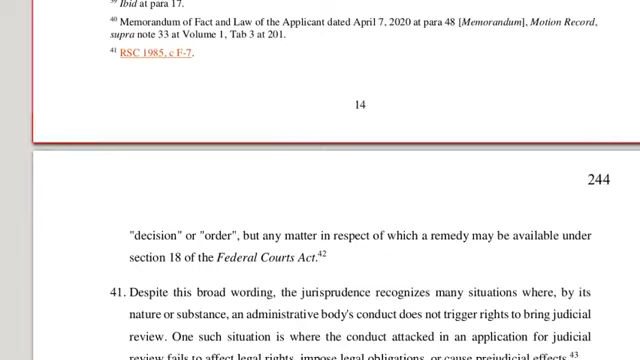 39 Ibid at para 17.
40 Memorandum of Fact and Law of the Applicant dated April 7, 2020 at para 48 [Memorandum], Motion Record,
supra note 33 at Volume 1, Tab 3 at 201.
41 RSC 1985, c F-7.
14
244
"decision" or "order", but any matter in respect of which a remedy may be available under
section 18 of the Federal Courts Act.42
41. Despite this broad wording, the jurisprudence recognizes many situations where, by its
nature or substance, an administrative body's conduct does not trigger rights to bring judicial
review. One such situation is where the conduct attacked in an application for judicial
review fails to affect legal rights, impose legal obligations, or cause prejudicial effects.43